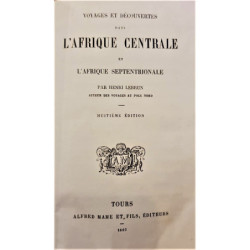 VOYAGES ET DÉCOUVERTES
DANS
L'AFRIQUE CENTRALE
ET
L'AFRIQUE SEPTENTRIONALE
PAR HENRI LEBRUN
AUTEUR DES VOYAGES AU POLE NORD
HUITIÈME ÉDITION
TOURS
ALFRED MAME ET FILS, ÉDITEURS